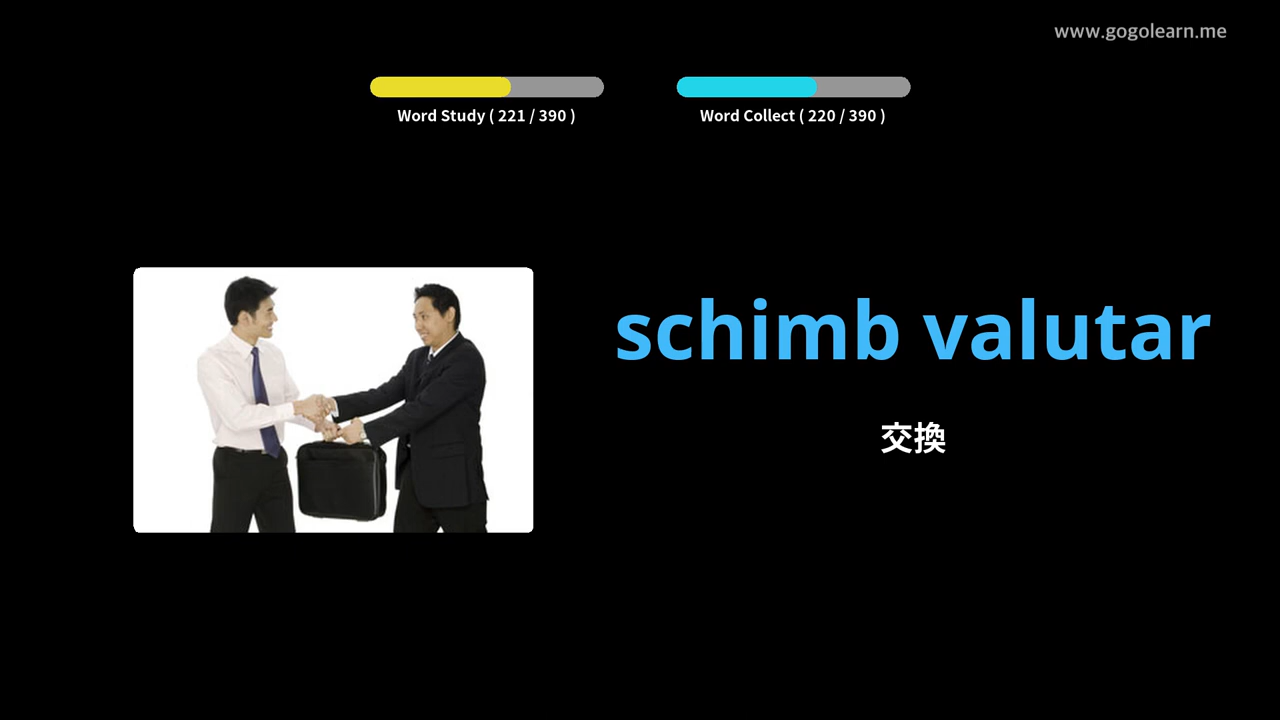 www.gogolearn.me
Word Study ( 221 / 390 )
Word Collect ( 220 / 390 )
schimb valutar
交換